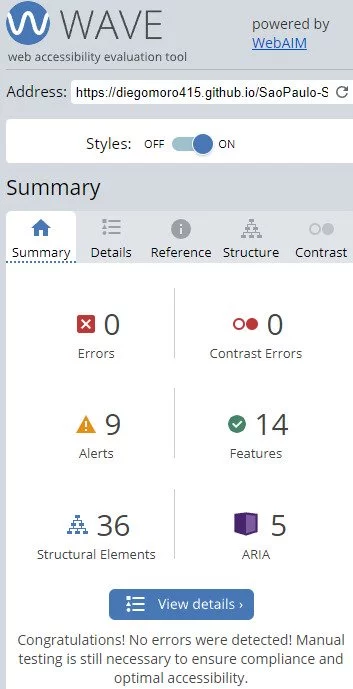 WAVE
web accessibility evaluation tool
powered by
WebAIM
Address: https://diegomoro415.github.io/SaoPaulo-S
Styles: OFF ON
Summary
Summary Details Reference Structure Contrast
0
Errors
0
Contrast Errors
9
Alerts
14
Features
36
Structural Elements
5
ARIA
View details ›
Congratulations! No errors were detected! Manual
testing is still necessary to ensure compliance and
optimal accessibility.